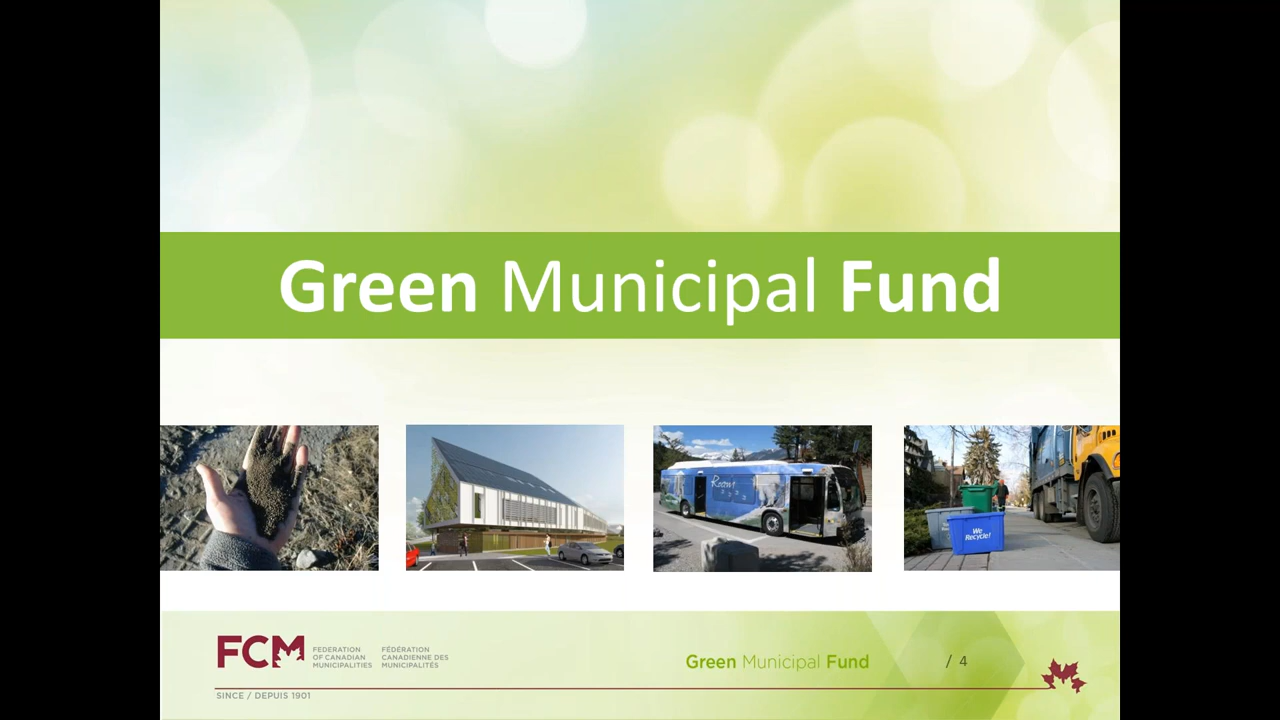 Green Municipal Fund
Roam
We
Recycle!
FCM
FEDERATION
OF CANADIAN
MUNICIPALITIES
FÉDÉRATION
CANADIENNE DES
MUNICIPALITÉS
Green Municipal Fund
/ 4
SINCE / DEPUIS 1901